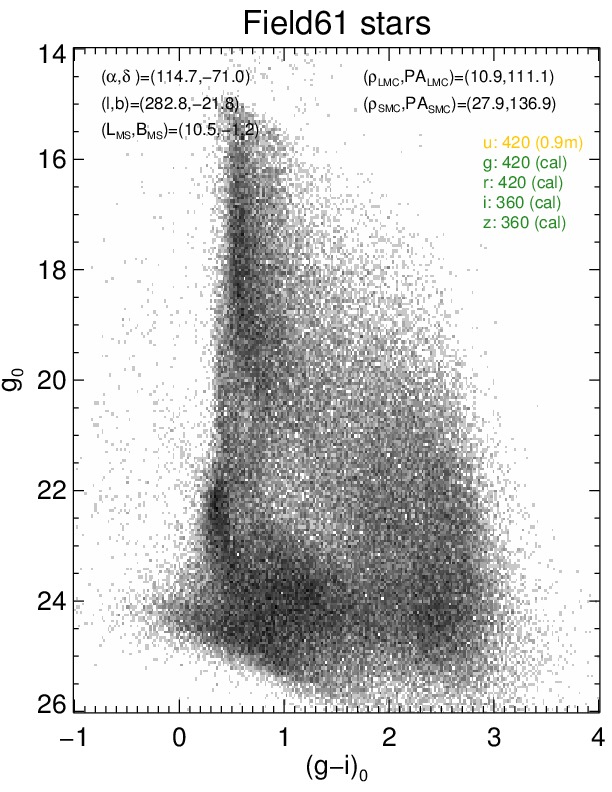 Field61 stars
(α,δ )=(114.7,−71.0)
(l,b)=(282.8,−21.8)
(LMS,BMS)=(10.5,−1.2)
(ρLMC,PALMC)=(10.9,111.1)
(ρSMC,PASMC)=(27.9,136.9)
u: 420 (0.9m)
g: 420 (cal)
r: 420 (cal)
i: 360 (cal)
z: 360 (cal)
14
16
18
20
22
24
26
g0
−1 0 1 2 3 4
(g−i)0